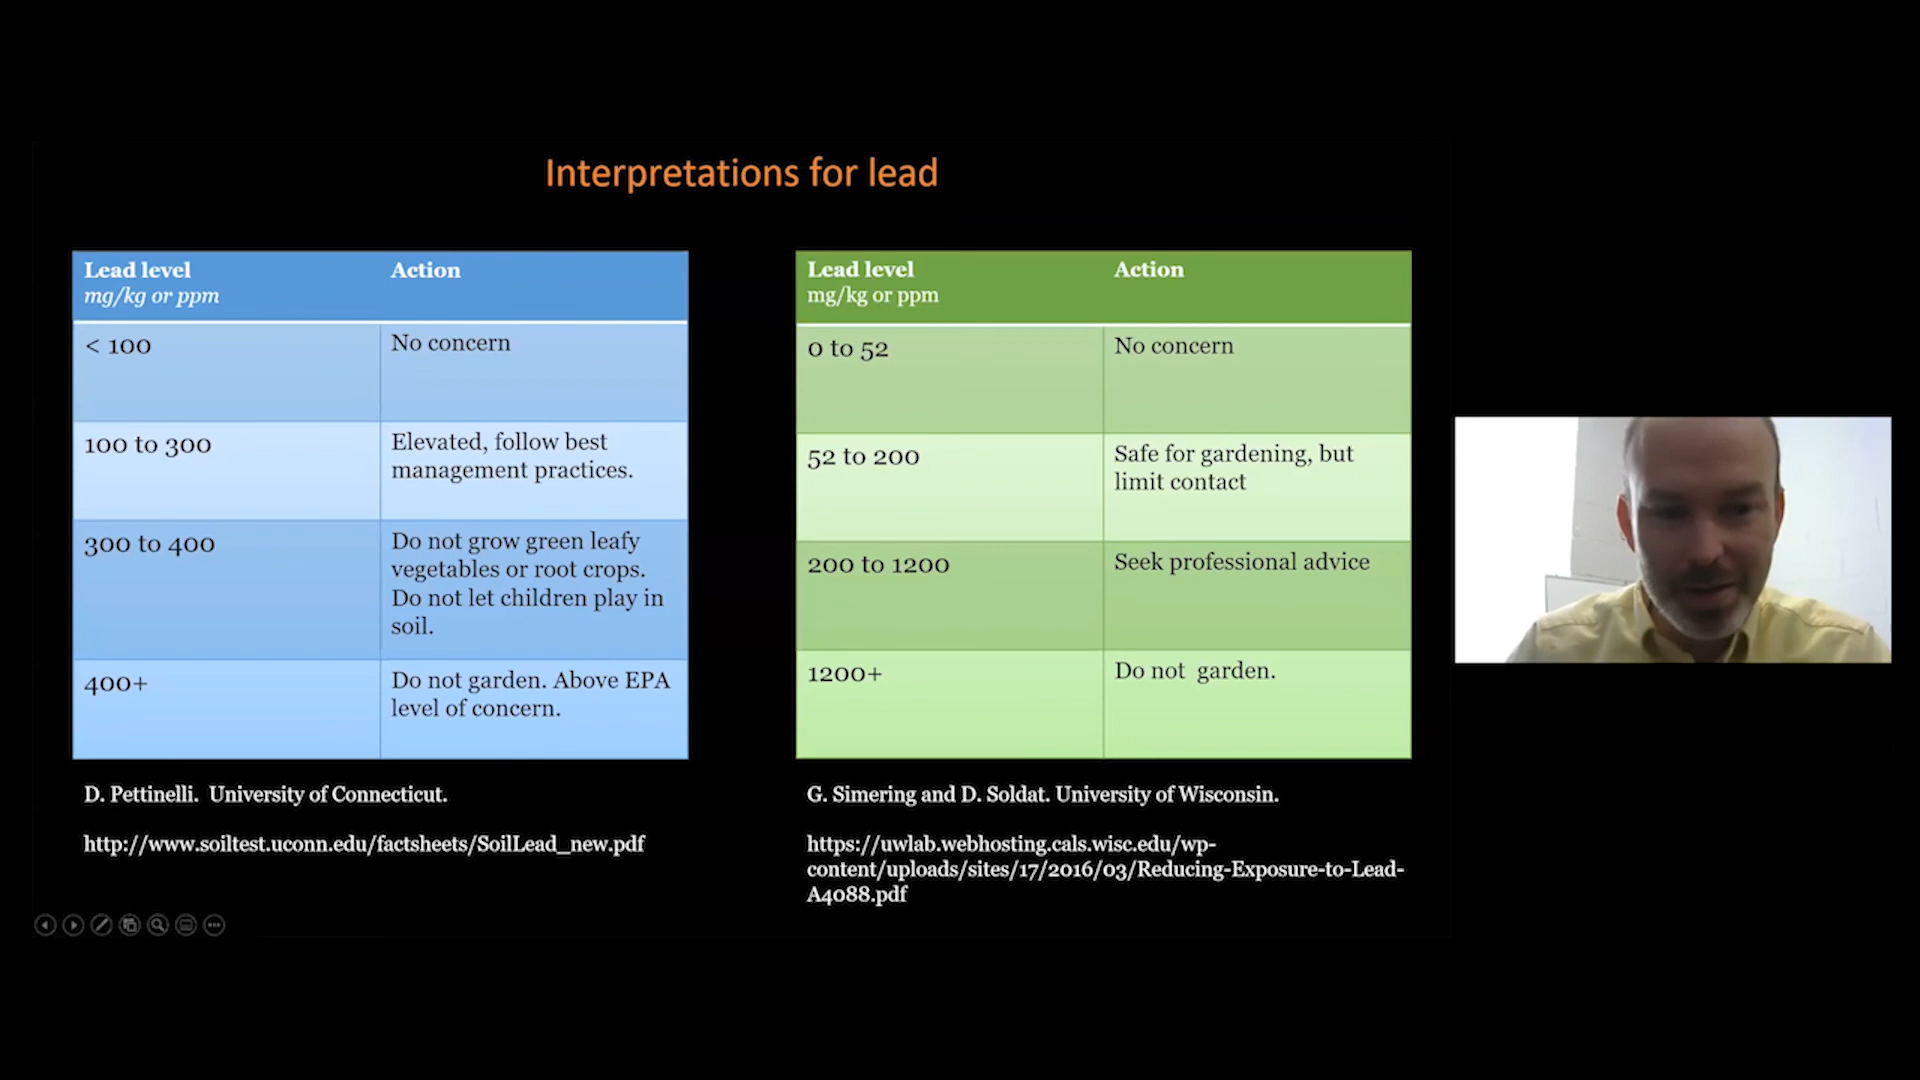 Interpretations for lead
Lead level Action
mg/kg or ppm
< 100 No concern
100 to 300 Elevated, follow best
management practices.
300 to 400 Do not grow green leafy
vegetables or root crops.
Do not let children play in
soil.
400+ Do not garden. Above EPA
level of concern.
D. Pettinelli. University of Connecticut.
http://www.soiltest.uconn.edu/factsheets/SoilLead_new.pdf
Lead level Action
mg/kg or ppm
0 to 52 No concern
52 to 200 Safe for gardening, but
limit contact
200 to 1200 Seek professional advice
1200+ Do not garden.
G. Simering and D. Soldat. University of Wisconsin.
https://uwlab.webhosting.cals.wisc.edu/wp-
content/uploads/sites/17/2016/03/Reducing-Exposure-to-Lead-
A4088.pdf